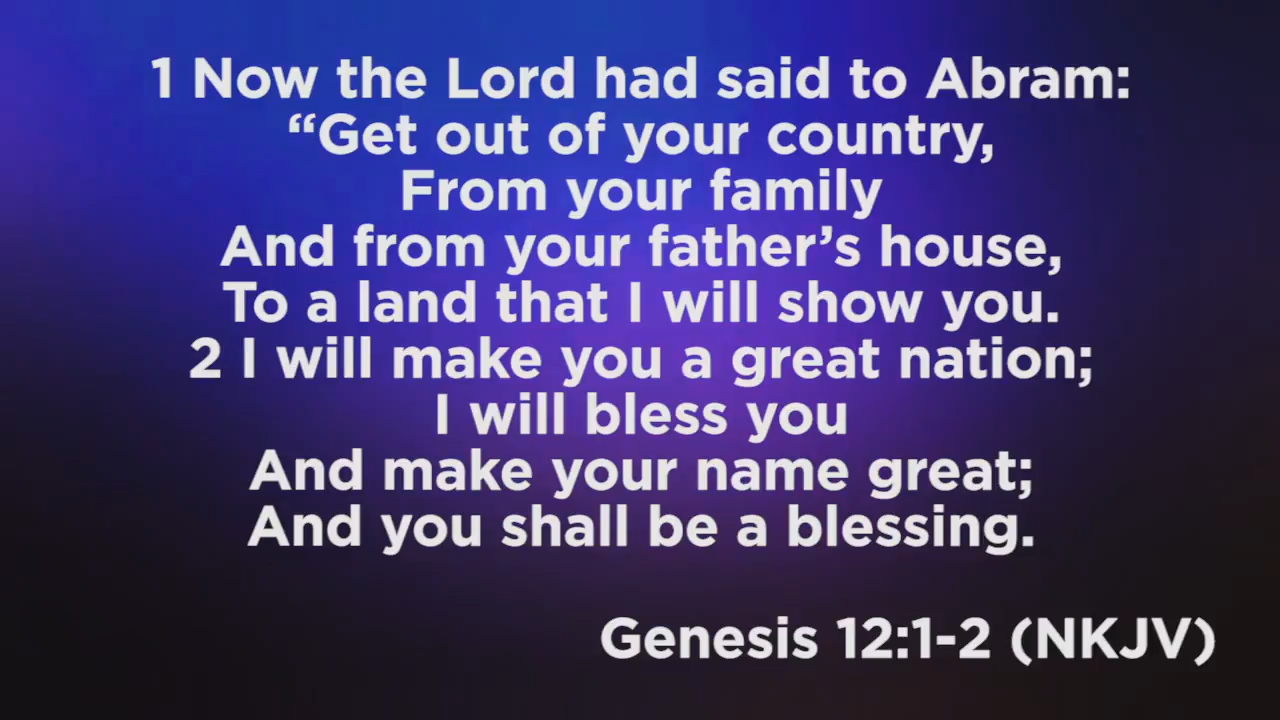 1 Now the Lord had said to Abram:
“Get out of your country,
From your family
And from your father’s house,
To a land that I will show you.
2 I will make you a great nation;
I will bless you
And make your name great;
And you shall be a blessing.
Genesis 12:1-2 (NKJV)